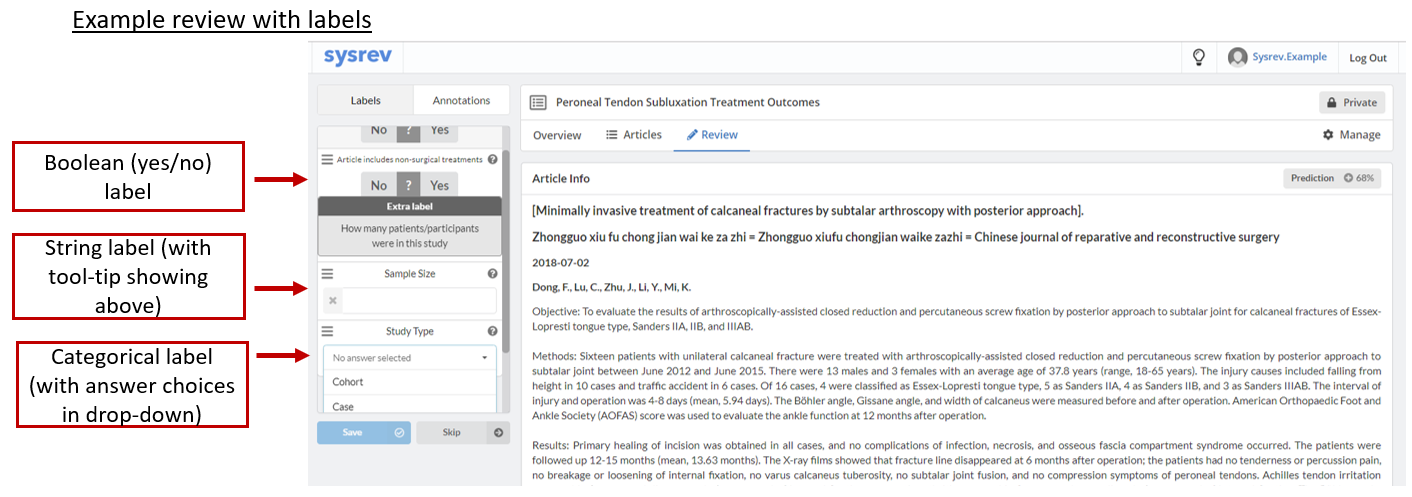 Example review with labels
sysrev
Sysrev.Example
Log Out
Boolean (yes/no)
label
String label (with
tool-tip showing
above)
Categorical label
(with answer choices
in drop-down)
Labels
Annotations
No ? Yes
Article includes non-surgical treatments ?
No ? Yes
Extra label
How many patients/participants
were in this study
Sample Size ?
Study Type ?
No answer selected
Cohort
Case
Save
Skip
Peroneal Tendon Subluxation Treatment Outcomes
Private
Overview
Articles
Review
Manage
Article Info
Prediction 68%
[Minimally invasive treatment of calcaneal fractures by subtalar arthroscopy with posterior approach].
Zhongguo xiu fu chong jian wai ke za zhi = Zhongguo xiufu chongjian waike zazhi = Chinese journal of reparative and reconstructive surgery
2018-07-02
Dong, F., Lu, C., Zhu, J., Li, Y., Mi, K.
Objective: To evaluate the results of arthroscopically-assisted closed reduction and percutaneous screw fixation by posterior approach to subtalar joint for calcaneal fractures of Essex-
Lopresti tongue type, Sanders IIA, IIB, and IIIAB.
Methods: Sixteen patients with unilateral calcaneal fracture were treated with arthroscopically-assisted closed reduction and percutaneous screw fixation by posterior approach to
subtalar joint between June 2012 and June 2015. There were 13 males and 3 females with an average age of 37.8 years (range, 18-65 years). The injury causes included falling from
height in 10 cases and traffic accident in 6 cases. Of 16 cases, 4 were classified as Essex-Lopresti tongue type, 5 as Sanders IIA, 4 as Sanders IIB, and 3 as Sanders IIIAB. The interval of
injury and operation was 4-8 days (mean, 5.94 days). The Böhler angle, Gissane angle, and width of calcaneus were measured before and after operation. American Orthopaedic Foot and
Ankle Society (AOFAS) score was used to evaluate the ankle function at 12 months after operation.
Results: Primary healing of incision was obtained in all cases, and no complications of infection, necrosis, and osseous fascia compartment syndrome occurred. The patients were
followed up 12-15 months (mean, 13.63 months). The X-ray films showed that fracture line disappeared at 6 months after operation; the patients had no tenderness or percussion pain,
no breakage or loosening of internal fixation, no varus calcaneus tuberosity, no subtalar joint fusion, and no compression symptoms of peroneal tendons. Achilles tendon irritation